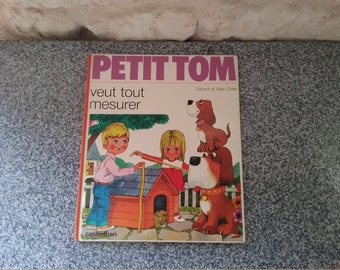 PETIT TOM
Gérard et Alain Grée
veut tout
mesurer
casterman